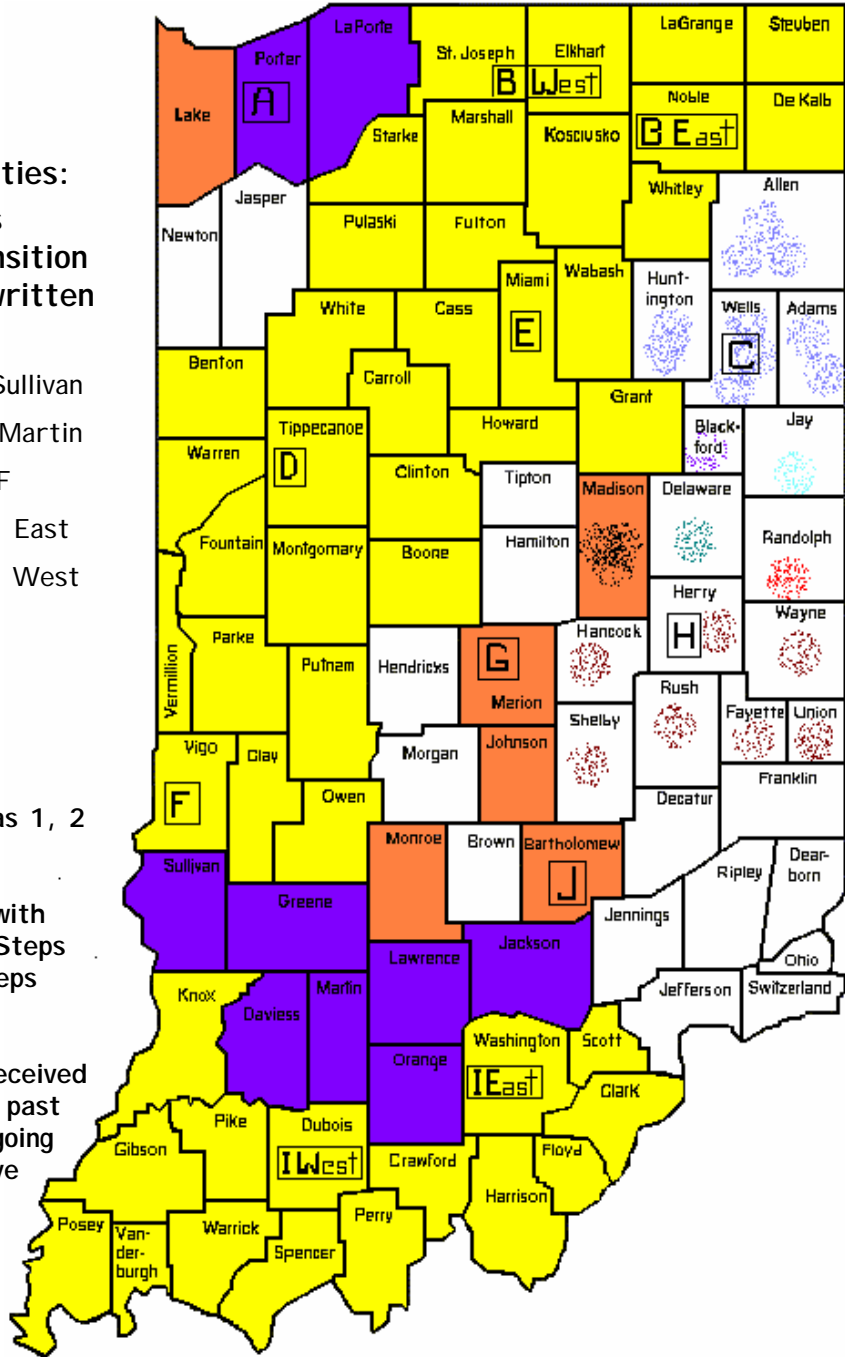 LaPorte
LaGrange
Steuben
Porter
St. Joseph
Elkhart
A
B West
Noble
De Kalb
Lake
Marshall
Kosciusko
B East
Starke
ties:
Jasper
Whitley
Allen
s
Newton
Pulaski
Fulton
nsition
Miami
Wabash
Hunt-
ington
written
White
Cass
E
Wells
Adams
C
Benton
Sullivan
Carroll
Grant
Martin
Tippecanoe
Howard
Black-
ford
Jay
F
Warren
D
Clinton
Tipton
Madison
Delaware
East
Fountain
Montgomary
Boone
Hamilton
Randolph
West
Herry
Wayne
Parke
Hancock
H
Vermillion
Putnam
Hendricks
G
Marion
Rush
Fayette
Union
Vigo
Clay
Morgan
Johnson
Shelby
Franklin
as 1, 2
F
Owen
Decatur
Monroe
Brown
Bartholomew
Dear-
born
Sullivan
J
Ripley
with
Greene
Jennings
Steps
Lawrence
Jackson
Ohio
eps
Knox
Daviess
Martin
Jefferson
Switzerland
Washington
Scott
eceived
Orange
I East
Clark
past
Pike
Dubois
going
Gibson
I West
Crawford
Floyd
ve
Harrison
Posey
Van-
der-
burgh
Warrick
Spencer
Perry